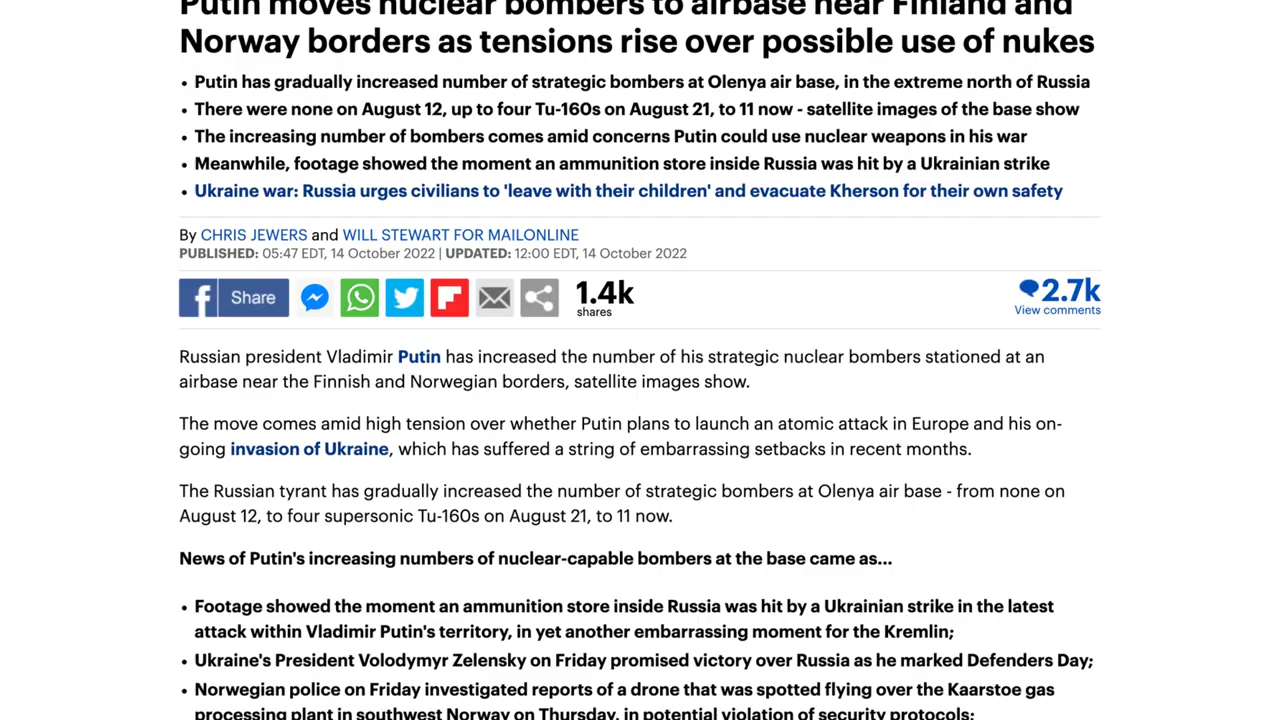 Putin moves nuclear bombers to airbase near Finland and
Norway borders as tensions rise over possible use of nukes
• Putin has gradually increased number of strategic bombers at Olenya air base, in the extreme north of Russia
• There were none on August 12, up to four Tu-160s on August 21, to 11 now - satellite images of the base show
• The increasing number of bombers comes amid concerns Putin could use nuclear weapons in his war
• Meanwhile, footage showed the moment an ammunition store inside Russia was hit by a Ukrainian strike
• Ukraine war: Russia urges civilians to 'leave with their children' and evacuate Kherson for their own safety
By CHRIS JEWERS and WILL STEWART FOR MAILONLINE
PUBLISHED: 05:47 EDT, 14 October 2022 | UPDATED: 12:00 EDT, 14 October 2022
Share
1.4k
shares
2.7k
View comments
Russian president Vladimir Putin has increased the number of his strategic nuclear bombers stationed at an
airbase near the Finnish and Norwegian borders, satellite images show.
The move comes amid high tension over whether Putin plans to launch an atomic attack in Europe and his on-
going invasion of Ukraine, which has suffered a string of embarrassing setbacks in recent months.
The Russian tyrant has gradually increased the number of strategic bombers at Olenya air base - from none on
August 12, to four supersonic Tu-160s on August 21, to 11 now.
News of Putin's increasing numbers of nuclear-capable bombers at the base came as...
• Footage showed the moment an ammunition store inside Russia was hit by a Ukrainian strike in the latest
attack within Vladimir Putin's territory, in yet another embarrassing moment for the Kremlin;
• Ukraine's President Volodymyr Zelensky on Friday promised victory over Russia as he marked Defenders Day;
• Norwegian police on Friday investigated reports of a drone that was spotted flying over the Kaarstoe gas
processing plant in southwest Norway on Thursday, in potential violation of security protocols;